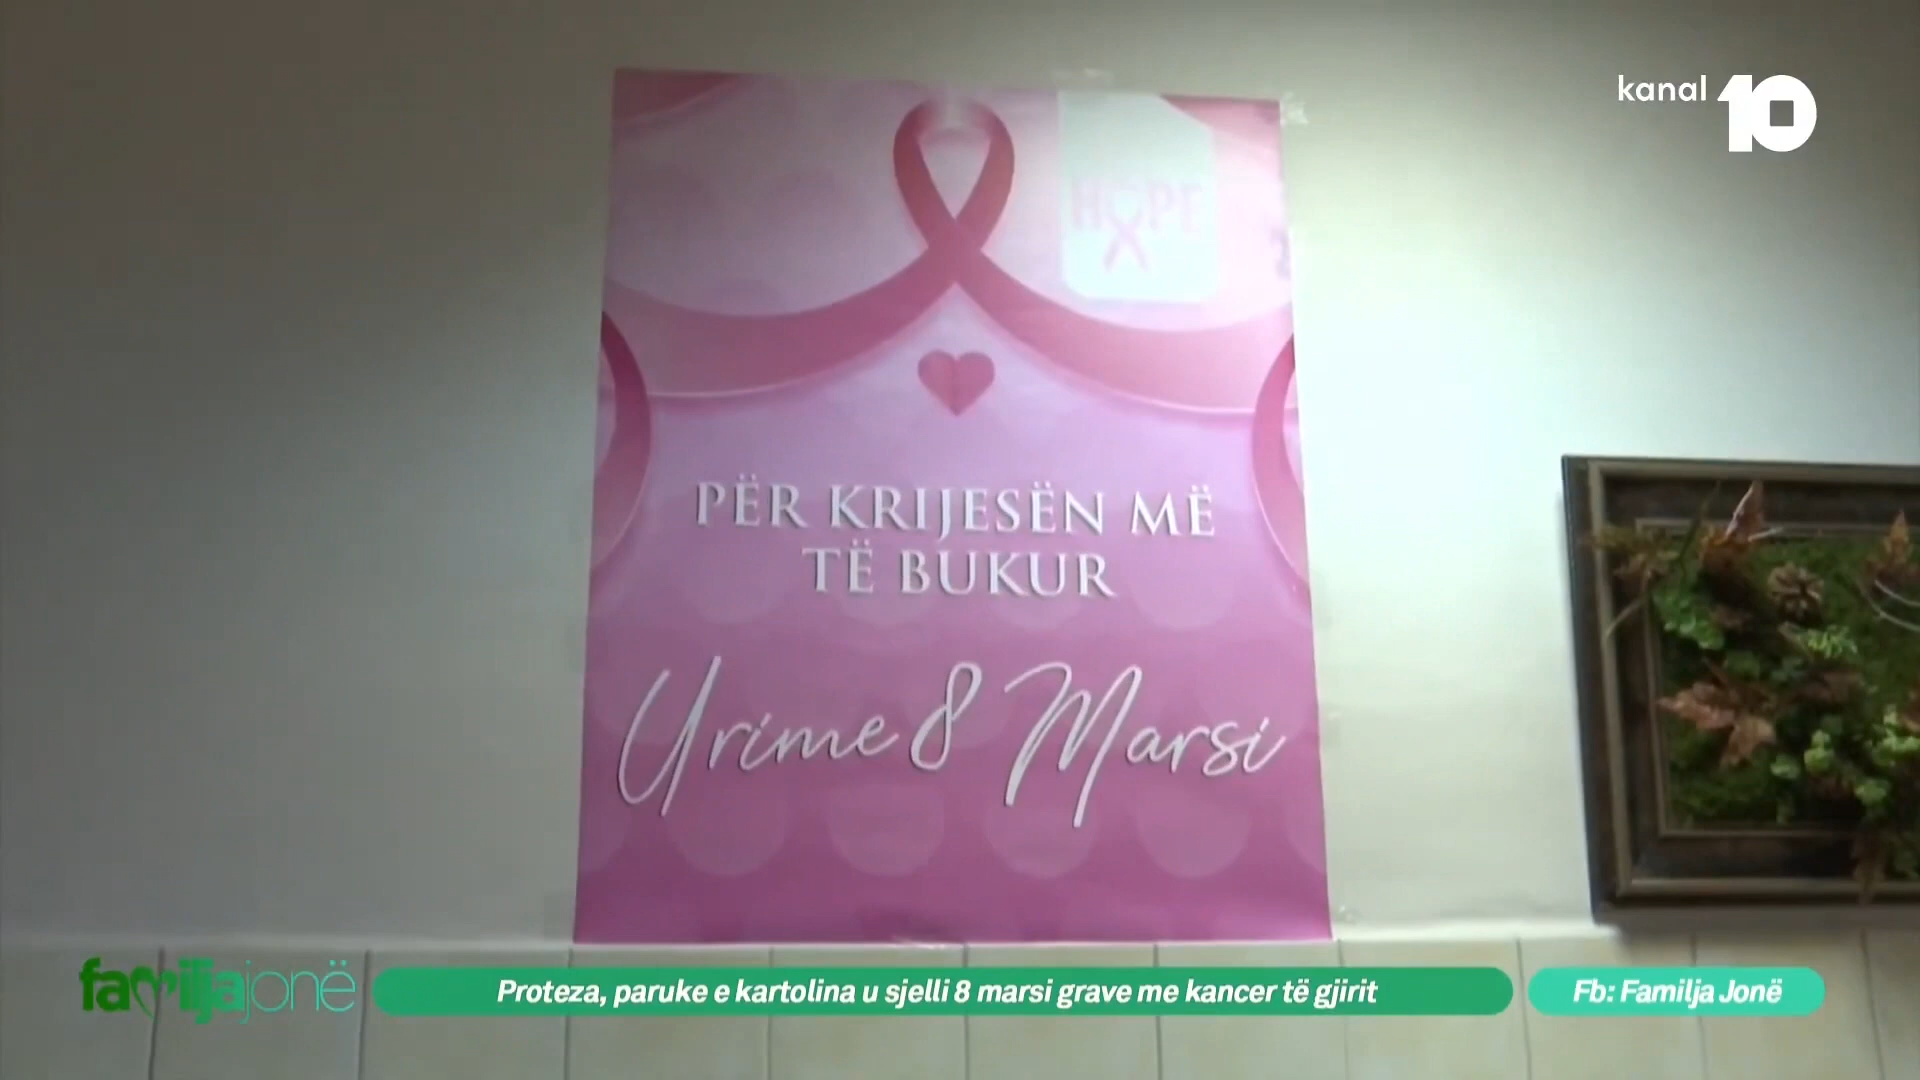 kanal 10
HOPE
PËR KRIJESËN MË
TË BUKUR
Urime 8 Marsi
familjajonë
Proteza, paruke e kartolina u sjelli 8 marsi grave me kancer të gjirit
Fb: Familja Jonë